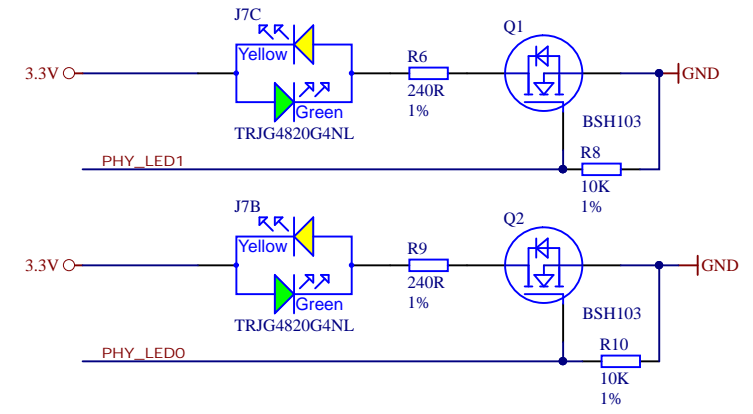 J7C
Q1
Yellow
R6
3.3V
GND
240R
Green
1%
TRJG4820G4NL
BSH103
PHY_LED1
R8
10K
1%
J7B
Q2
Yellow
R9
3.3V
GND
240R
Green
1%
TRJG4820G4NL
BSH103
PHY_LED0
R10
10K
1%